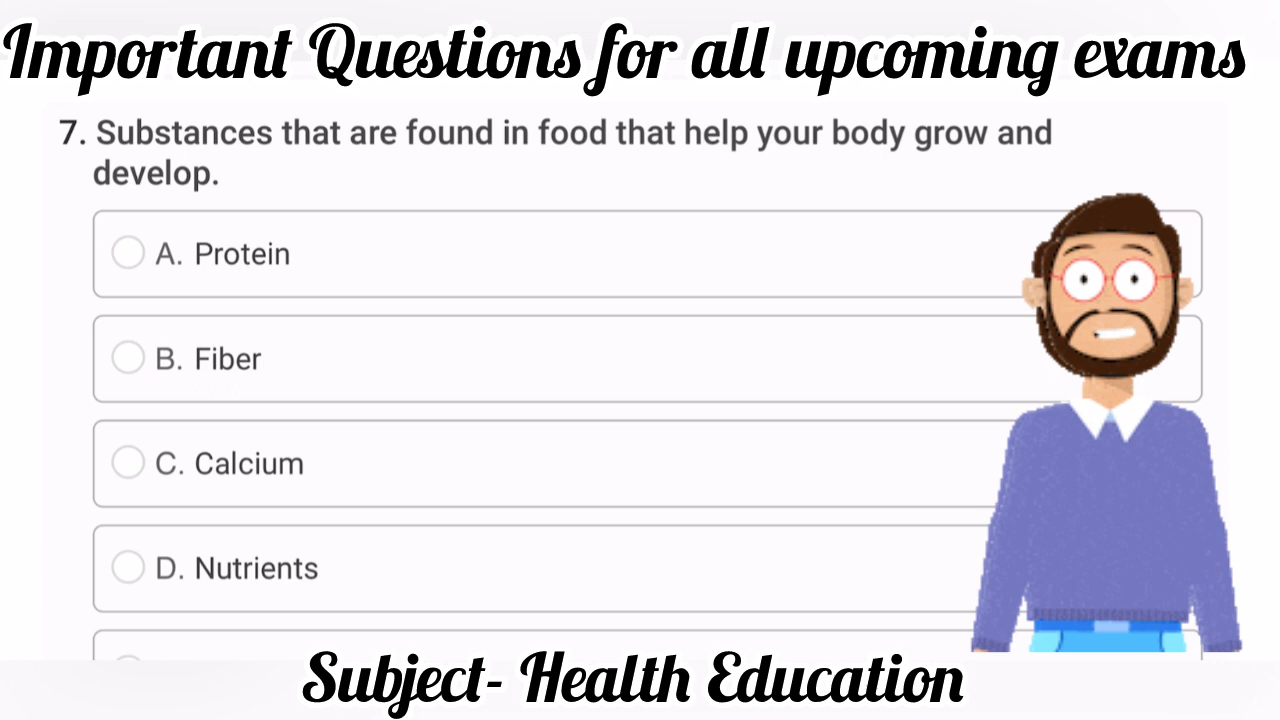 Important Questions for all upcoming exams
7. Substances that are found in food that help your body grow and
develop.
A. Protein
B. Fiber
C. Calcium
D. Nutrients
Subject- Health Education